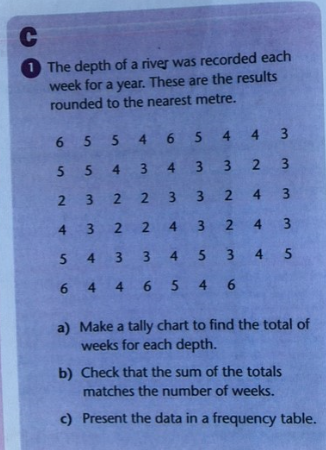 C
1 The depth of a river was recorded each
week for a year. These are the results
rounded to the nearest metre.
6 5 5 4 6 5 4 4 3
5 5 4 3 4 3 3 2 3
2 3 2 2 3 3 2 4 3
4 3 2 2 4 3 2 4 3
5 4 3 3 4 5 3 4 5
6 4 4 6 5 4 6
a) Make a tally chart to find the total of
weeks for each depth.
b) Check that the sum of the totals
matches the number of weeks.
c) Present the data in a frequency table.